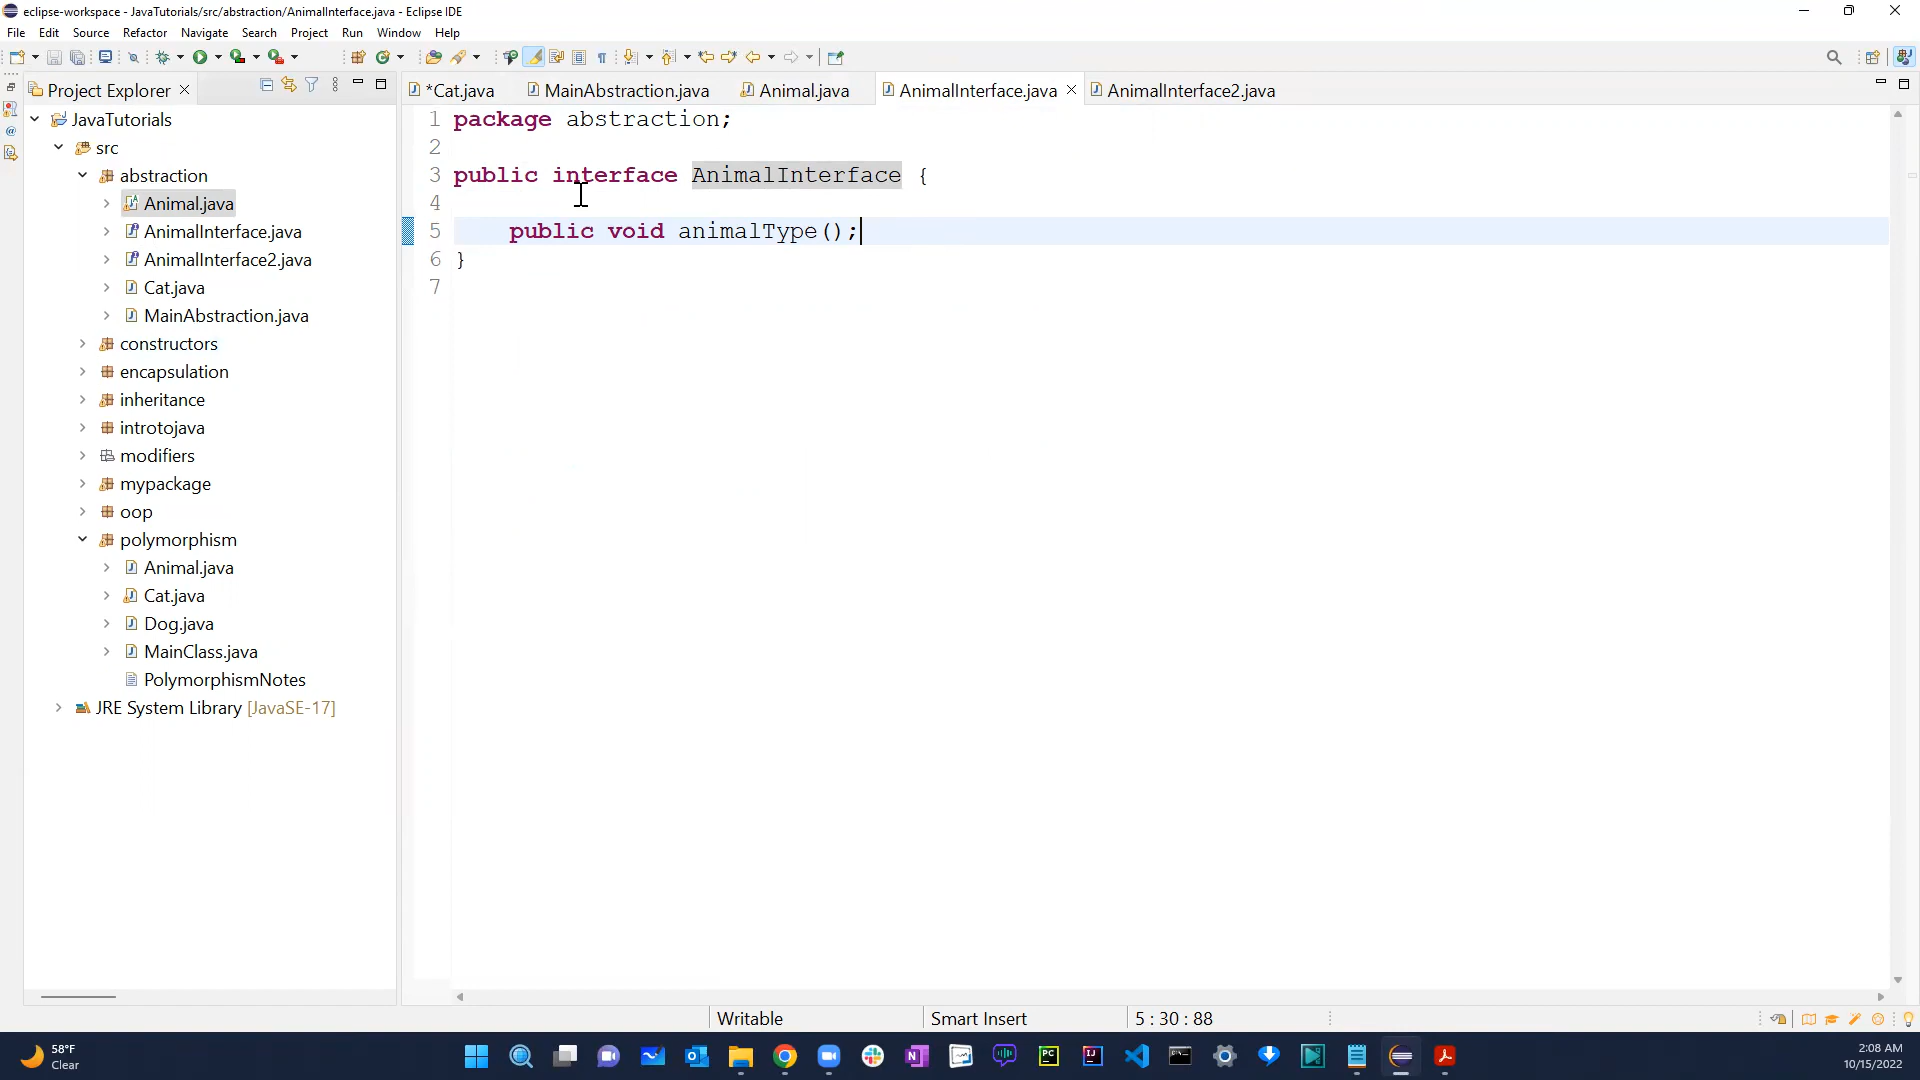 eclipse-workspace - JavaTutorials/src/abstraction/AnimalInterface.java - Eclipse IDE
File Edit Source Refactor Navigate Search Project Run Window Help
Project Explorer
*Cat.java MainAbstraction.java Animal.java AnimalInterface.java AnimalInterface2.java
JavaTutorials
src
abstraction
Animal.java
AnimalInterface.java
AnimalInterface2.java
Cat.java
MainAbstraction.java
constructors
encapsulation
inheritance
introtojava
modifiers
mypackage
oop
polymorphism
Animal.java
Cat.java
Dog.java
MainClass.java
PolymorphismNotes
JRE System Library [JavaSE-17]
1 package abstraction;
2
3 public interface AnimalInterface {
4
5 public void animalType();
6 }
7
Writable Smart Insert 5 : 30 : 88
58°F
Clear
2:08 AM
10/15/2022